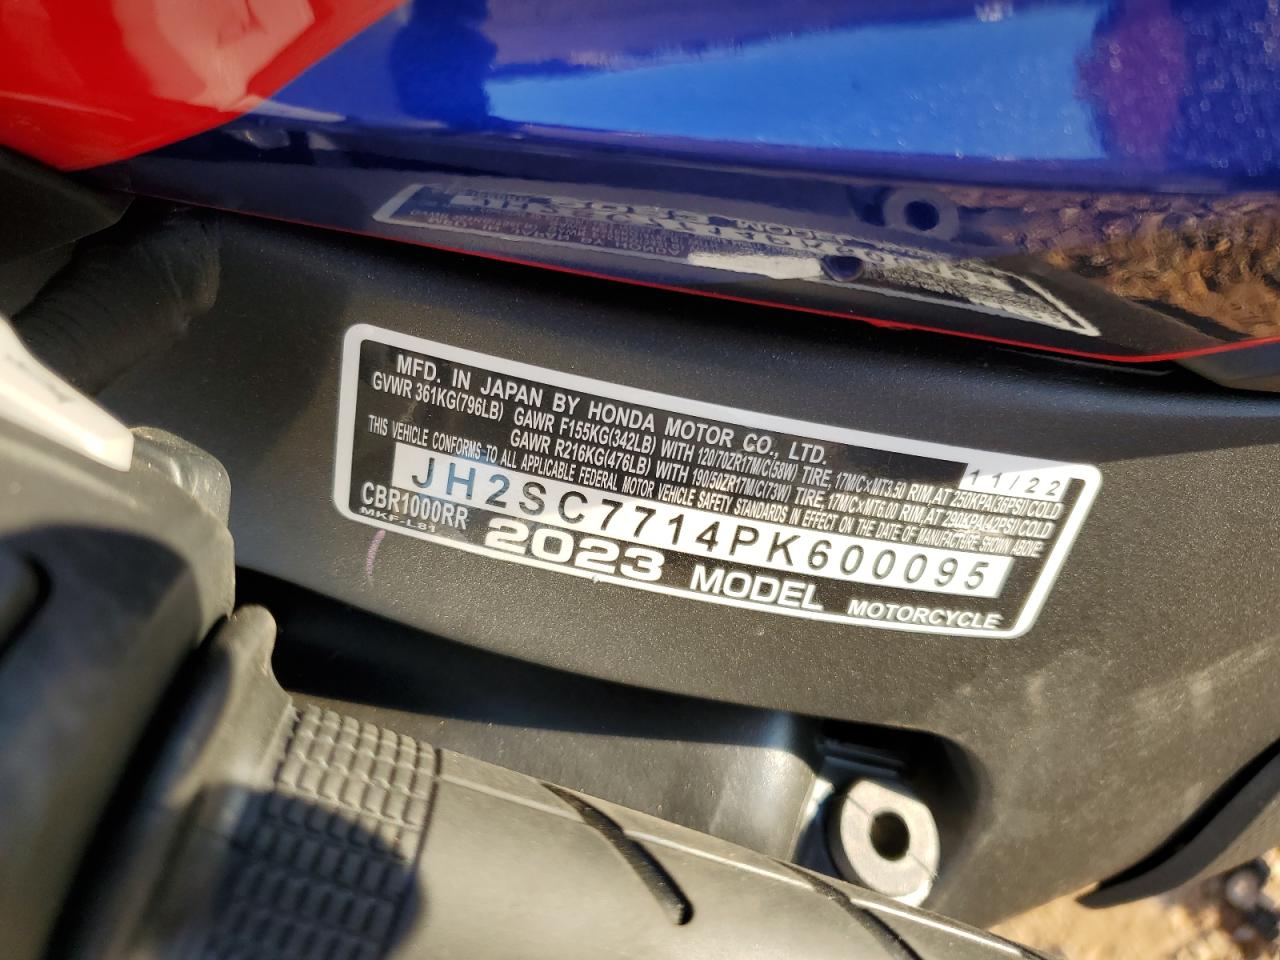 MFD. IN JAPAN BY HONDA MOTOR CO., LTD. 11/22
GVWR 361KG(796LB) GAWR F155KG(342LB) WITH 120/70ZR17M/C(58W) TIRE, 17M/C×MT3.50 RIM, AT 250KPA(36PSI)COLD
GAWR R216KG(476LB) WITH 190/50ZR17M/C(73W) TIRE, 17M/C×MT6.00 RIM, AT 290KPA(42PSI)COLD
THIS VEHICLE CONFORMS TO ALL APPLICABLE FEDERAL MOTOR VEHICLE SAFETY STANDARDS IN EFFECT ON THE DATE OF MANUFACTURE SHOWN ABOVE.
JH2SC7714PK600095
CBR1000RR 2023 MODEL MOTORCYCLE
MKF-L81